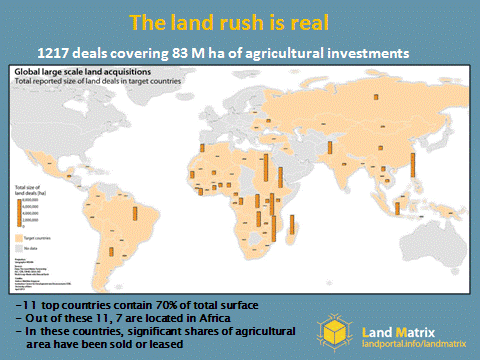 The land rush is real
1217 deals covering 83 M ha of agricultural investments
Global large scale land acquisitions
Total reported size of land deals in target countries
Total size of
land deals [ha]
8,000,000
6,000,000
4,000,000
2,000,000
Target countries
No data
-11 top countries contain 70% of total surface
- Out of these 11, 7 are located in Africa
- In these countries, significant shares of agricultural
area have been sold or leased
Land Matrix
landportal.info/landmatrix